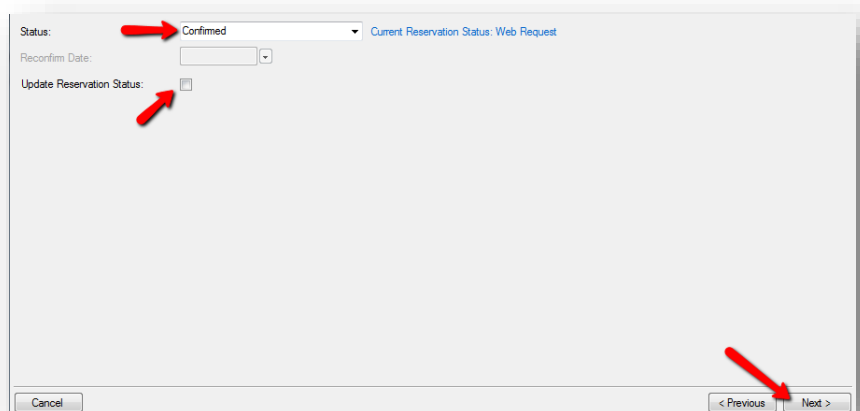 Status: Confirmed Current Reservation Status: Web Request
Reconfirm Date:
Update Reservation Status:
Cancel < Previous Next >